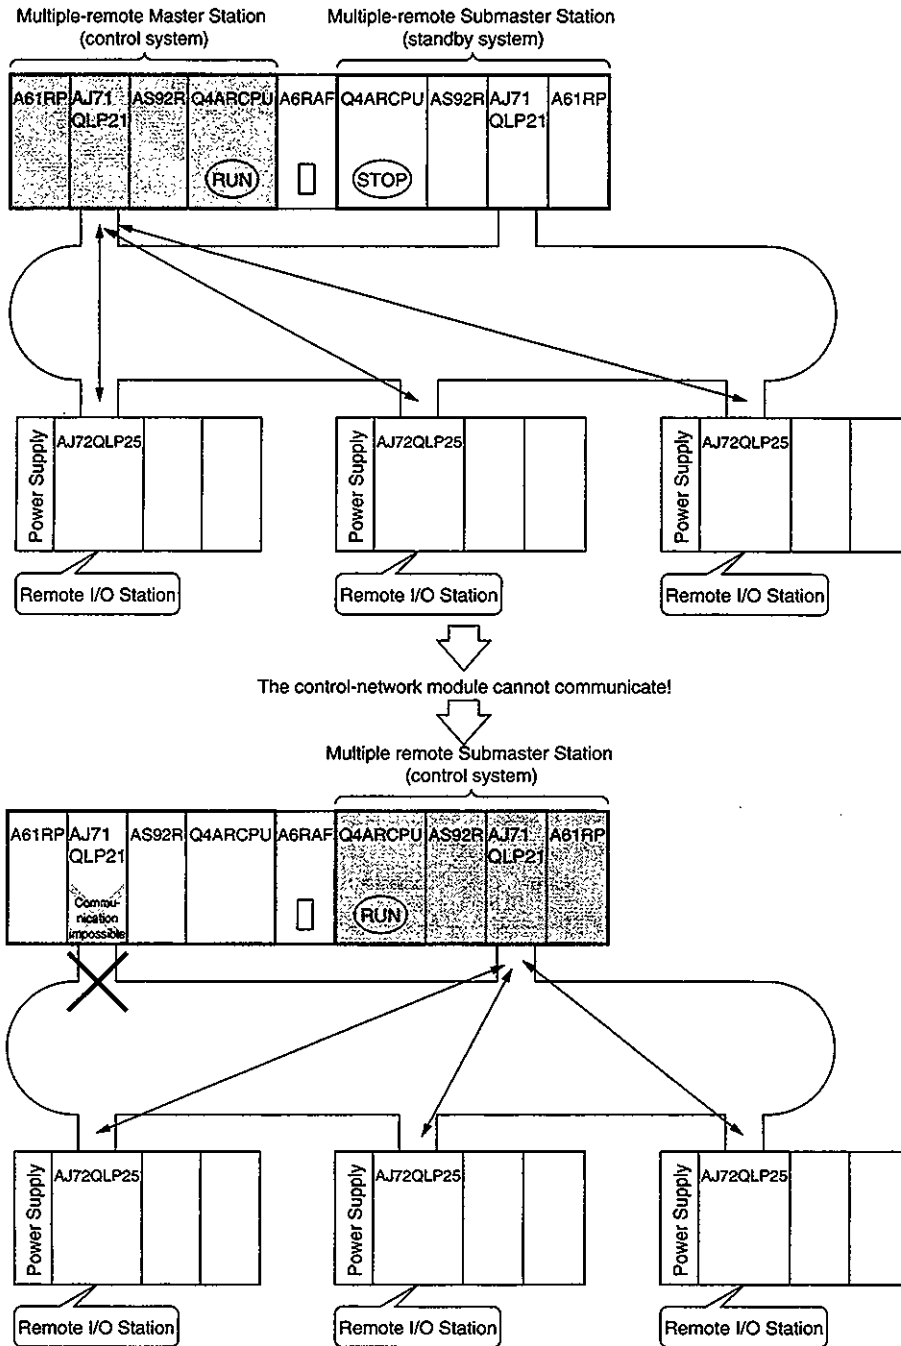 Multiple-remote Master Station
(control system)
Multiple-remote Submaster Station
(standby system)
A61RP
AJ71
QLP21
AS92R
Q4ARCPU
A6RAF
Q4ARCPU
AS92R
AJ71
QLP21
A61RP
RUN
STOP
Power Supply
AJ72QLP25
Power Supply
AJ72QLP25
Power Supply
AJ72QLP25
Remote I/O Station
Remote I/O Station
Remote I/O Station
The control-network module cannot communicate!
Multiple remote Submaster Station
(control system)
A61RP
AJ71
QLP21
AS92R
Q4ARCPU
A6RAF
Q4ARCPU
AS92R
AJ71
QLP21
A61RP
Commu-
nication
impossible
RUN
Power Supply
AJ72QLP25
Power Supply
AJ72QLP25
Power Supply
AJ72QLP25
Remote I/O Station
Remote I/O Station
Remote I/O Station